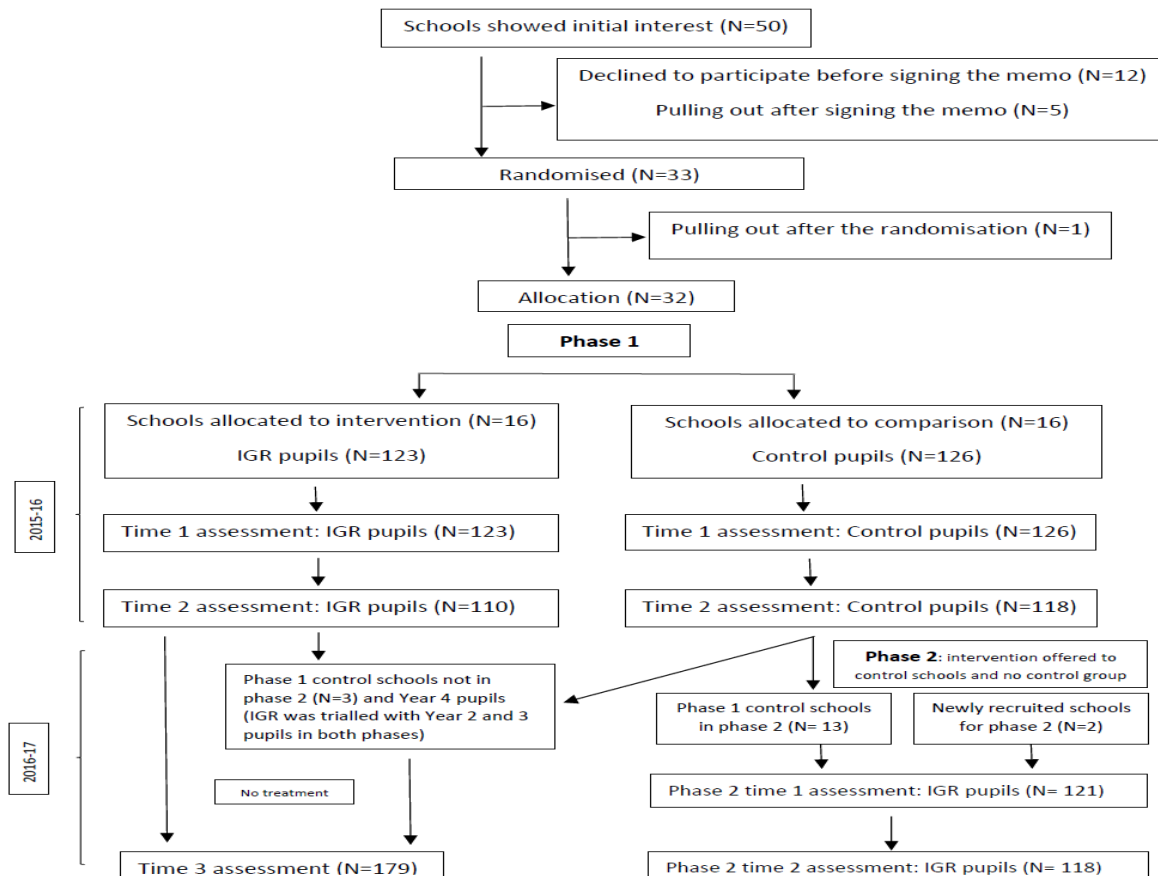 Schools showed initial interest (N=50)
Declined to participate before signing the memo (N=12)
Pulling out after signing the memo (N=5)
Randomised (N=33)
Pulling out after the randomisation (N=1)
Allocation (N=32)
Phase 1
Schools allocated to intervention (N=16)
IGR pupils (N=123)
Schools allocated to comparison (N=16)
Control pupils (N=126)
2015-16
Time 1 assessment: IGR pupils (N=123)
Time 1 assessment: Control pupils (N=126)
Time 2 assessment: IGR pupils (N=110)
Time 2 assessment: Control pupils (N=118)
Phase 2: intervention offered to
control schools and no control group
Phase 1 control schools not in
phase 2 (N=3) and Year 4 pupils
(IGR was trialled with Year 2 and 3
pupils in both phases)
Phase 1 control schools
in phase 2 (N= 13)
Newly recruited schools
for phase 2 (N=2)
2016-17
No treatment
Phase 2 time 1 assessment: IGR pupils (N= 121)
Time 3 assessment (N=179)
Phase 2 time 2 assessment: IGR pupils (N= 118)